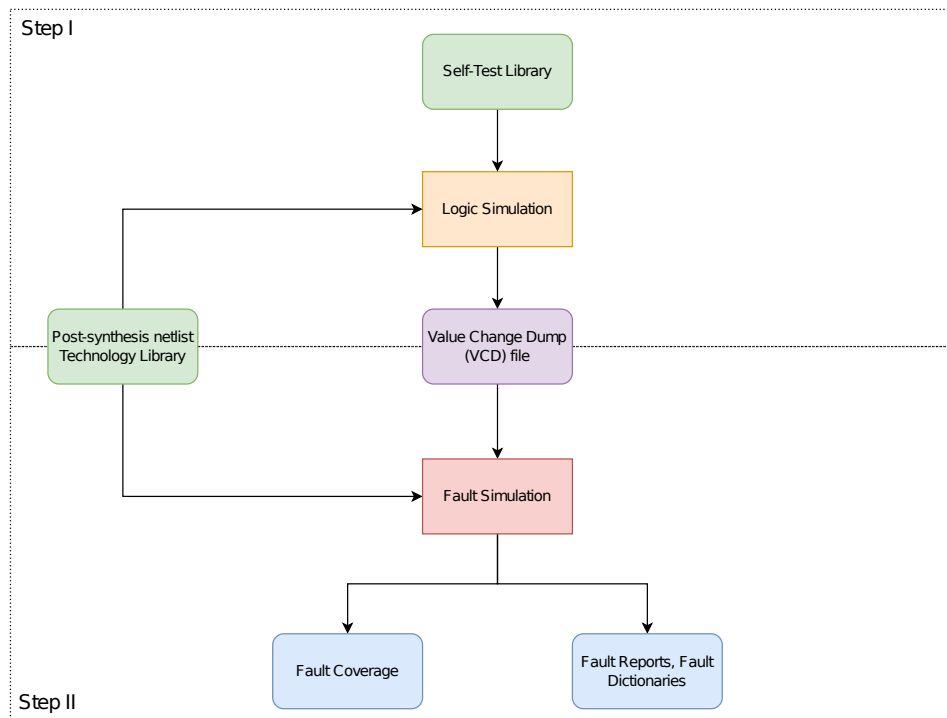 Step I
Self-Test Library
Logic Simulation
Post-synthesis netlist
Technology Library
Value Change Dump
(VCD) file
Fault Simulation
Fault Coverage
Fault Reports, Fault
Dictionaries
Step II